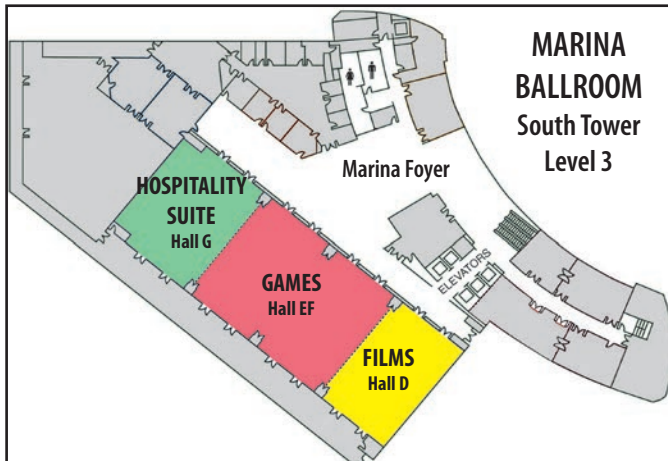 MARINA
BALLROOM
South Tower
Level 3
Marina Foyer
HOSPITALITY
SUITE
Hall G
ELEVATORS
GAMES
Hall EF
FILMS
Hall D